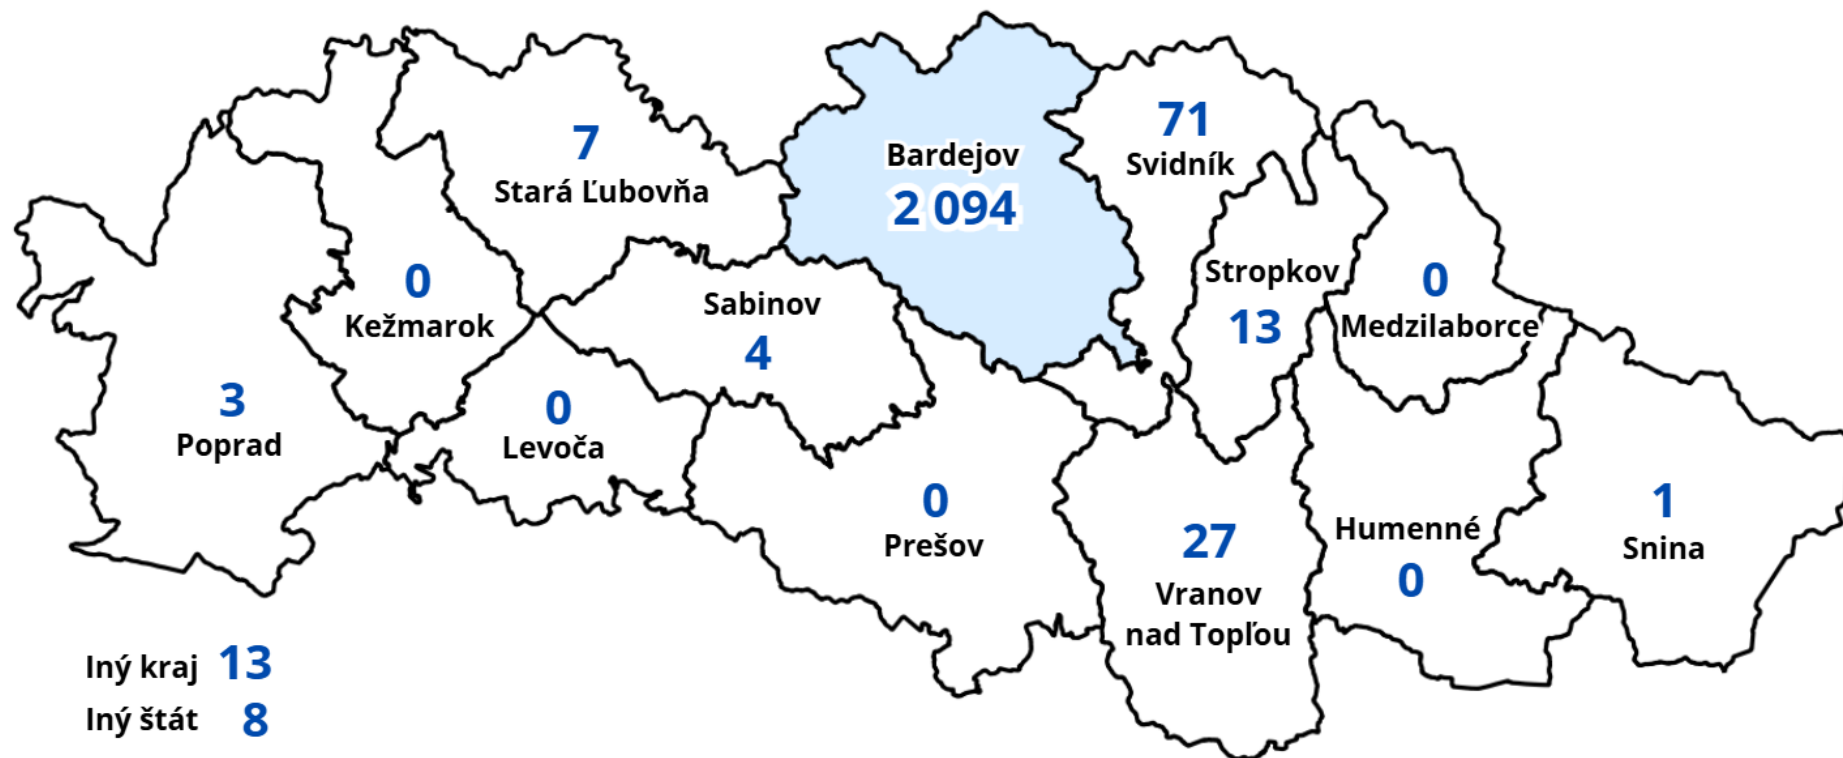 7
Stará Ľubovňa
Bardejov
2 094
71
Svidník
0
Kežmarok
Sabinov
4
Stropkov
13
0
Medzilaborce
3
Poprad
0
Levoča
0
Prešov
27
Vranov
nad Topľou
Humenné
0
1
Snina
Iný kraj 13
Iný štát 8